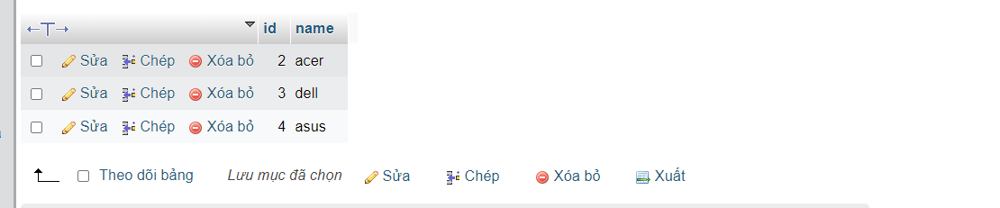 id name
Sửa Chép Xóa bỏ 2 acer
Sửa Chép Xóa bỏ 3 dell
Sửa Chép Xóa bỏ 4 asus
Theo dõi bảng Lưu mục đã chọn Sửa Chép Xóa bỏ Xuất